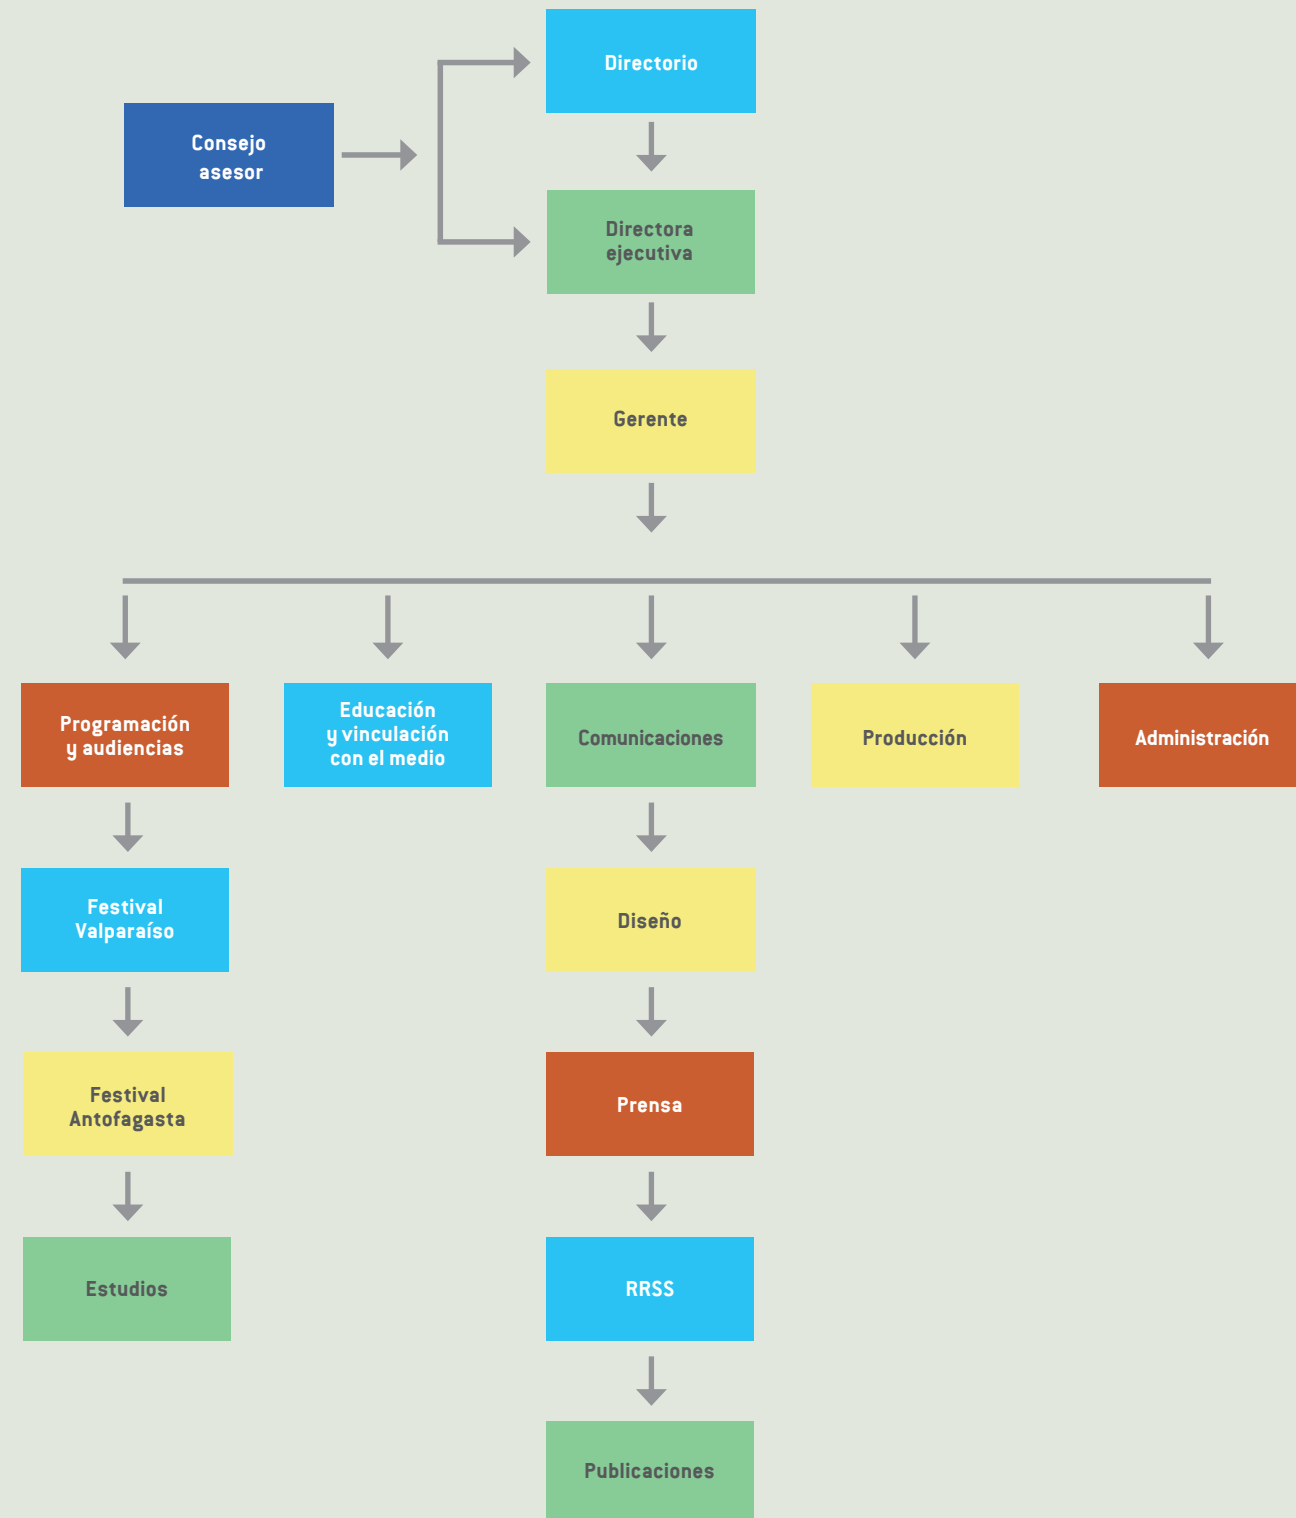 Directorio
Consejo
asesor
Directora
ejecutiva
Gerente
Programación
y audiencias
Educación
y vinculación
con el medio
Comunicaciones
Producción
Administración
Festival
Valparaíso
Diseño
Festival
Antofagasta
Prensa
Estudios
RRSS
Publicaciones